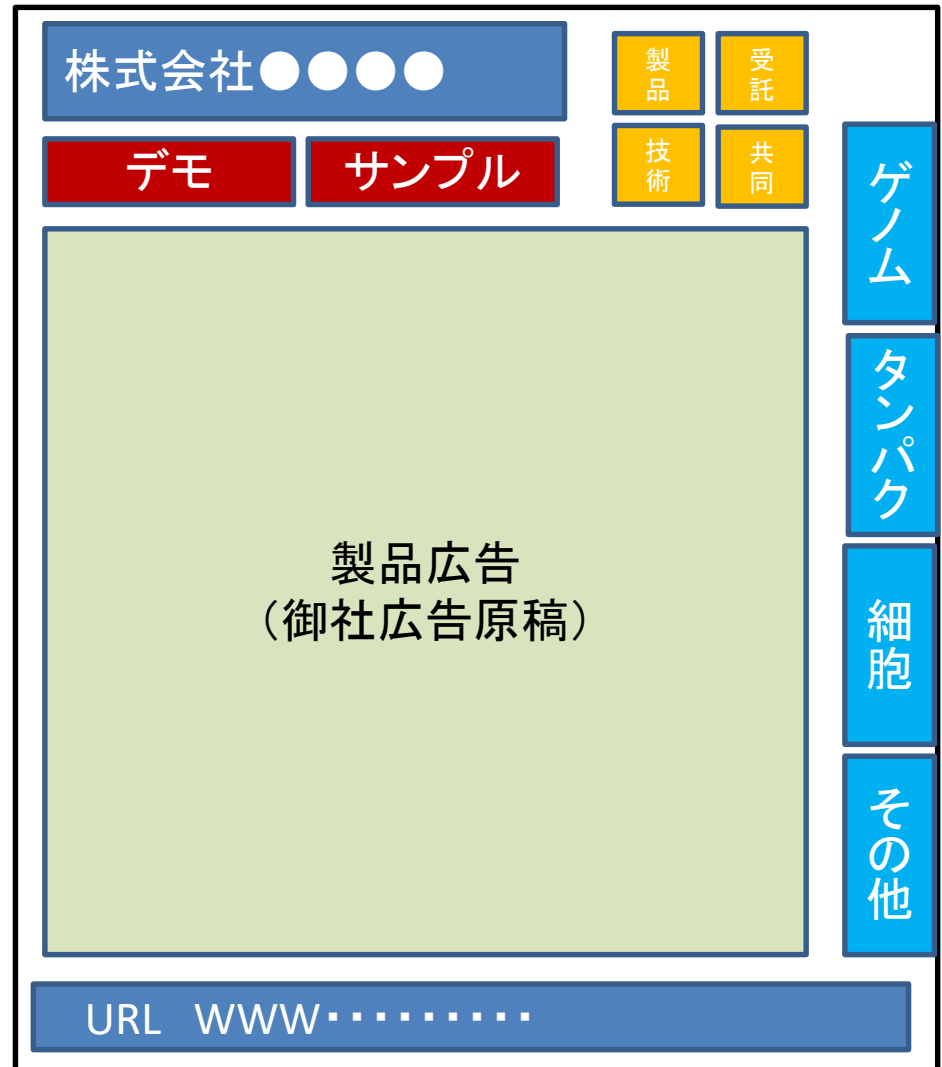 株式会社●●●●
製品
受託
デモ
サンプル
技術
共同
ゲノム
タンパク
細胞
その他
製品広告
（御社広告原稿）
URL　WWW・・・・・・・・・